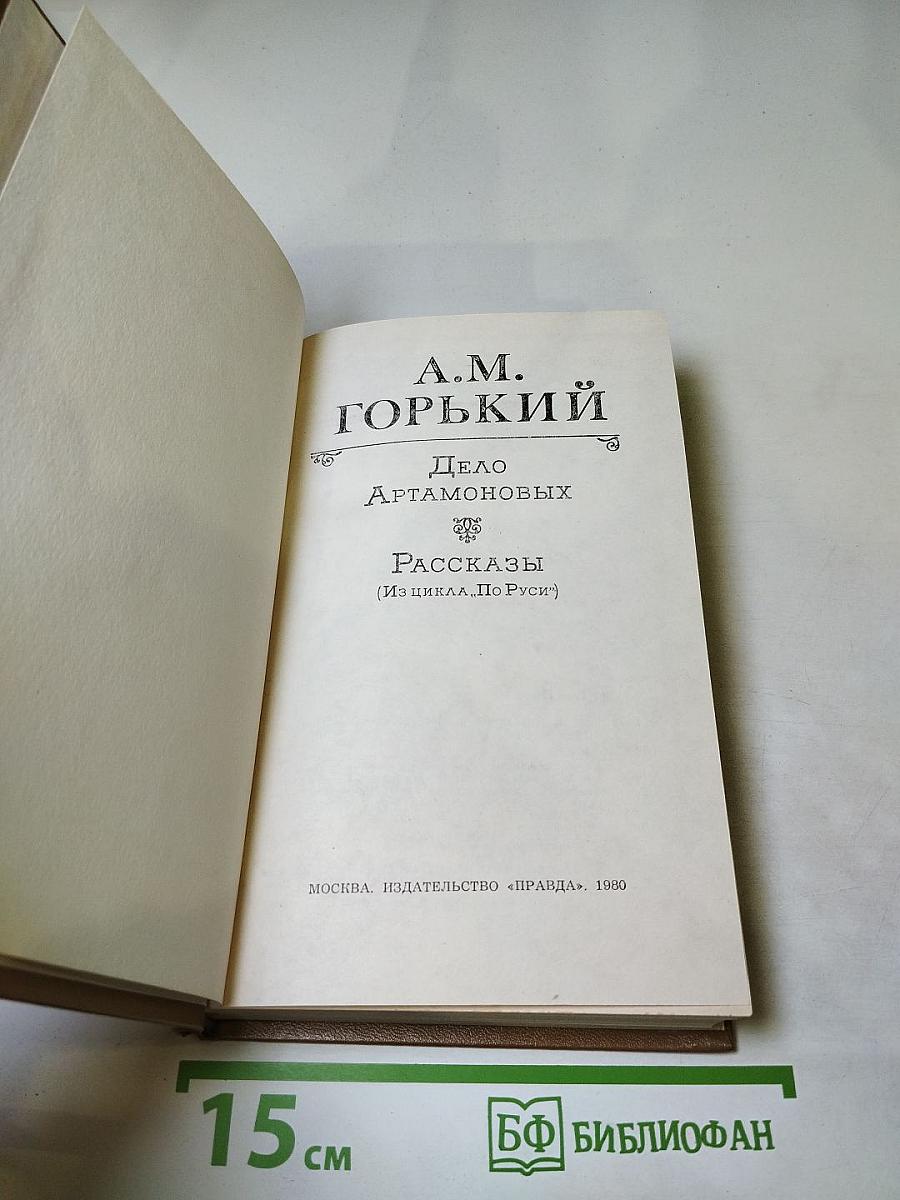 А.М.
ГОРЬКИЙ
Дело
Артамоновых
Рассказы
(Из цикла „По Руси")
МОСКВА. ИЗДАТЕЛЬСТВО «ПРАВДА». 1980
15 см
БФ БИБЛИОФАН